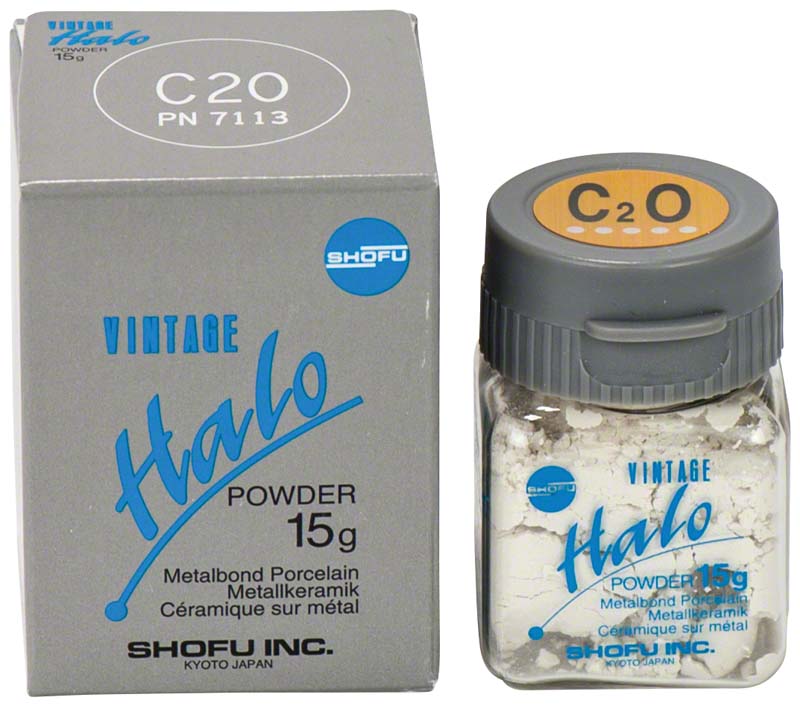 VINTAGE
Halo
POWDER
15g
C2O
PN 7113
SHOFU
VINTAGE
Halo
POWDER
15g
Metalbond Porcelain
Metallkeramik
Céramique sur métal
SHOFU INC.
KYOTO JAPAN
C2O
SHOFU
VINTAGE
Halo
POWDER 15g
Metalbond Porcelain
Metallkeramik
Céramique sur métal
SHOFU INC.
KYOTO JAPAN